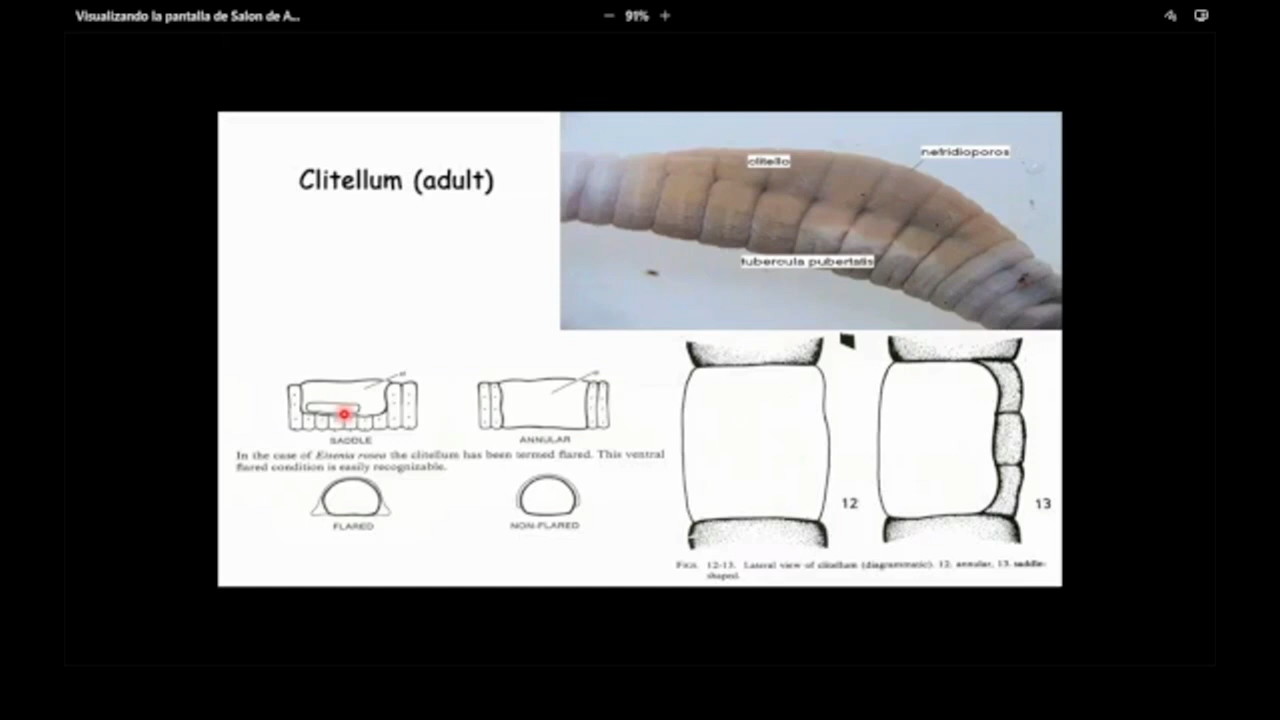 Visualizando la pantalla de Salon de A...
91%
Clitellum (adult)
clitello
nefridioporos
tubercula pubertatis
SADDLE
ANNULAR
In the case of Eisenia rosea the clitellum has been termed flared. This ventral
flared condition is easily recognizable.
FLARED
NON-FLARED
12
13
FIGS. 12-13. Lateral view of clitellum (diagrammatic). 12, annular, 13. saddle-
shaped.